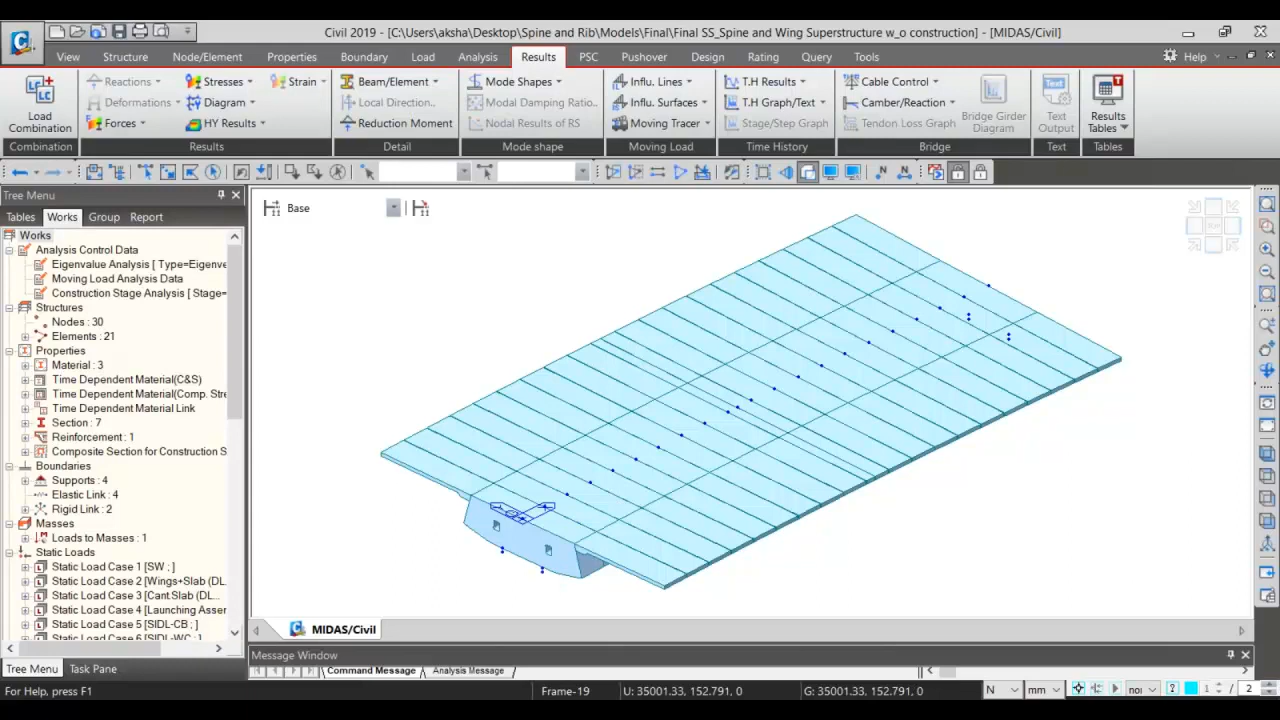 Civil 2019 - [C:\Users\aksha\Desktop\Spine and Rib\Models\Final\Final SS_Spine and Wing Superstructure w_o construction] - [MIDAS/Civil]
View Structure Node/Element Properties Boundary Load Analysis Results PSC Pushover Design Rating Query Tools Help
Load Combination
Reactions
Deformations
Forces
Stresses
Diagram
HY Results
Strain
Beam/Element
Local Direction..
Reduction Moment
Mode Shapes
Modal Damping Ratio..
Nodal Results of RS
Influ. Lines
Influ. Surfaces
Moving Tracer
T.H Results
T.H Graph/Text
Stage/Step Graph
Cable Control
Camber/Reaction
Tendon Loss Graph
Bridge Girder Diagram
Text Output
Results Tables
Combination Results Detail Mode shape Moving Load Time History Bridge Text Tables
Tree Menu
Tables Works Group Report
Works
Analysis Control Data
Eigenvalue Analysis [ Type=Eigenve
Moving Load Analysis Data
Construction Stage Analysis [ Stage=
Structures
Nodes : 30
Elements : 21
Properties
Material : 3
Time Dependent Material(C&S)
Time Dependent Material(Comp. Stre
Time Dependent Material Link
Section : 7
Reinforcement : 1
Composite Section for Construction S
Boundaries
Supports : 4
Elastic Link : 4
Rigid Link : 2
Masses
Loads to Masses : 1
Static Loads
Static Load Case 1 [SW ; ]
Static Load Case 2 [Wings+Slab (DL
Static Load Case 3 [Cant.Slab (DL...
Static Load Case 4 [Launching Asser
Static Load Case 5 [SIDL-CB ; ]
Static Load Case 6 [SIDL-WC ; ]
Tree Menu Task Pane
Base
MIDAS/Civil
Message Window
Command Message Analysis Message
For Help, press F1
Frame-19
U: 35001.33, 152.791, 0
G: 35001.33, 152.791, 0
N
mm
nor
1 / 2